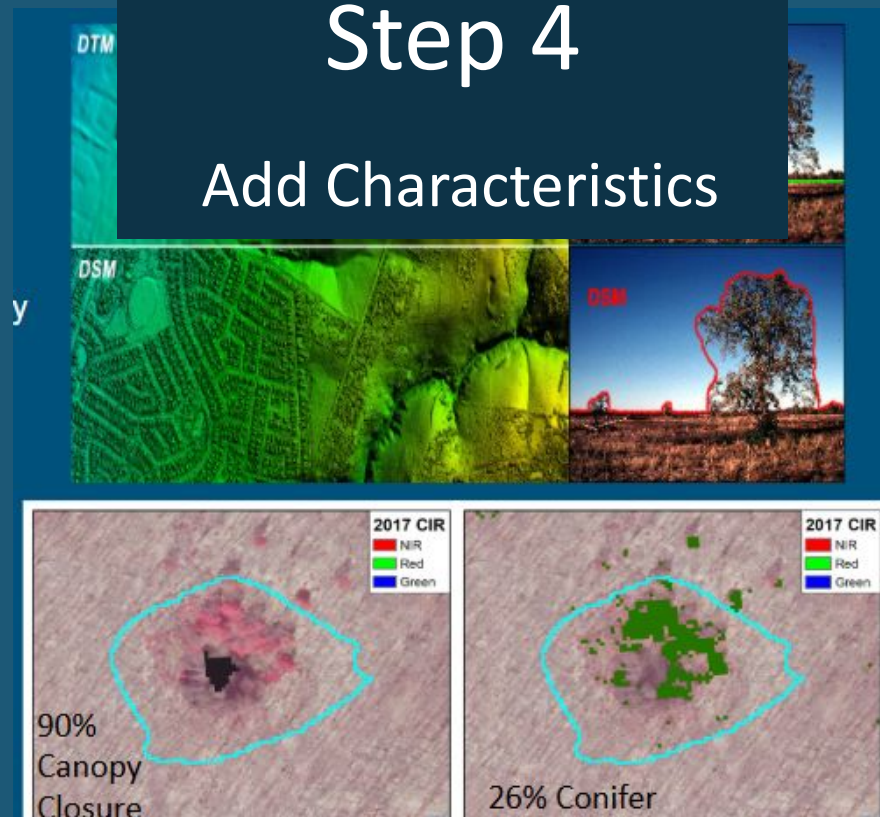 Step 4
Add Characteristics
DTM
DSM
y
DSM
2017 CIR
NIR
Red
Green
90%
Canopy
Closure
2017 CIR
NIR
Red
Green
26% Conifer